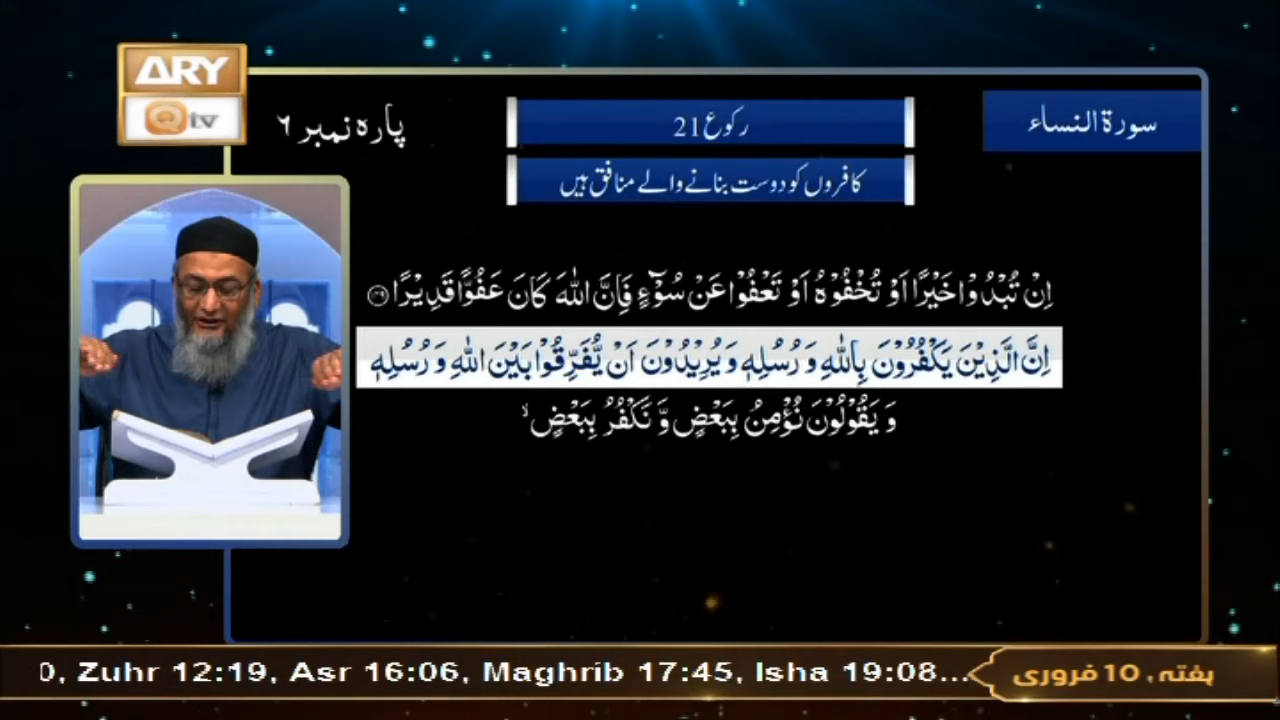 ARY
Qtv
سورۃ النساء
رکوع 21
پارہ نمبر ٦
کافروں کو دوست بنانے والے منافق ہیں
اِنْ تُبْدُوْا خَیْرًا اَوْ تُخْفُوْهُ اَوْ تَعْفُوْا عَنْ سُوْٓءٍ فَاِنَّ اللّٰهَ كَانَ عَفُوًّا قَدِیْرًا
اِنَّ الَّذِیْنَ یَكْفُرُوْنَ بِاللّٰهِ وَ رُسُلِهٖ وَ یُرِیْدُوْنَ اَنْ یُّفَرِّقُوْا بَیْنَ اللّٰهِ وَ رُسُلِهٖ
وَ یَقُوْلُوْنَ نُؤْمِنُ بِبَعْضٍ وَّ نَكْفُرُ بِبَعْضٍۙ
0, Zuhr 12:19, Asr 16:06, Maghrib 17:45, Isha 19:08...
ہفتہ, 10 فروری